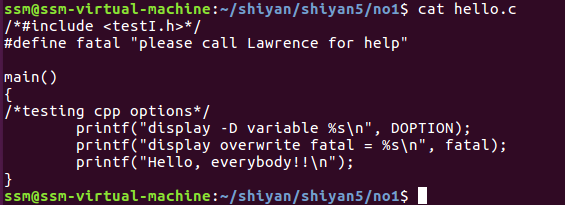 ssm@ssm-virtual-machine:~/shiyan/shiyan5/no1$ cat hello.c
/*#include <testI.h>*/
#define fatal "please call Lawrence for help"
main()
{
/*testing cpp options*/
        printf("display -D variable %s\n", DOPTION);
        printf("display overwrite fatal = %s\n", fatal);
        printf("Hello, everybody!!\n");
}
ssm@ssm-virtual-machine:~/shiyan/shiyan5/no1$